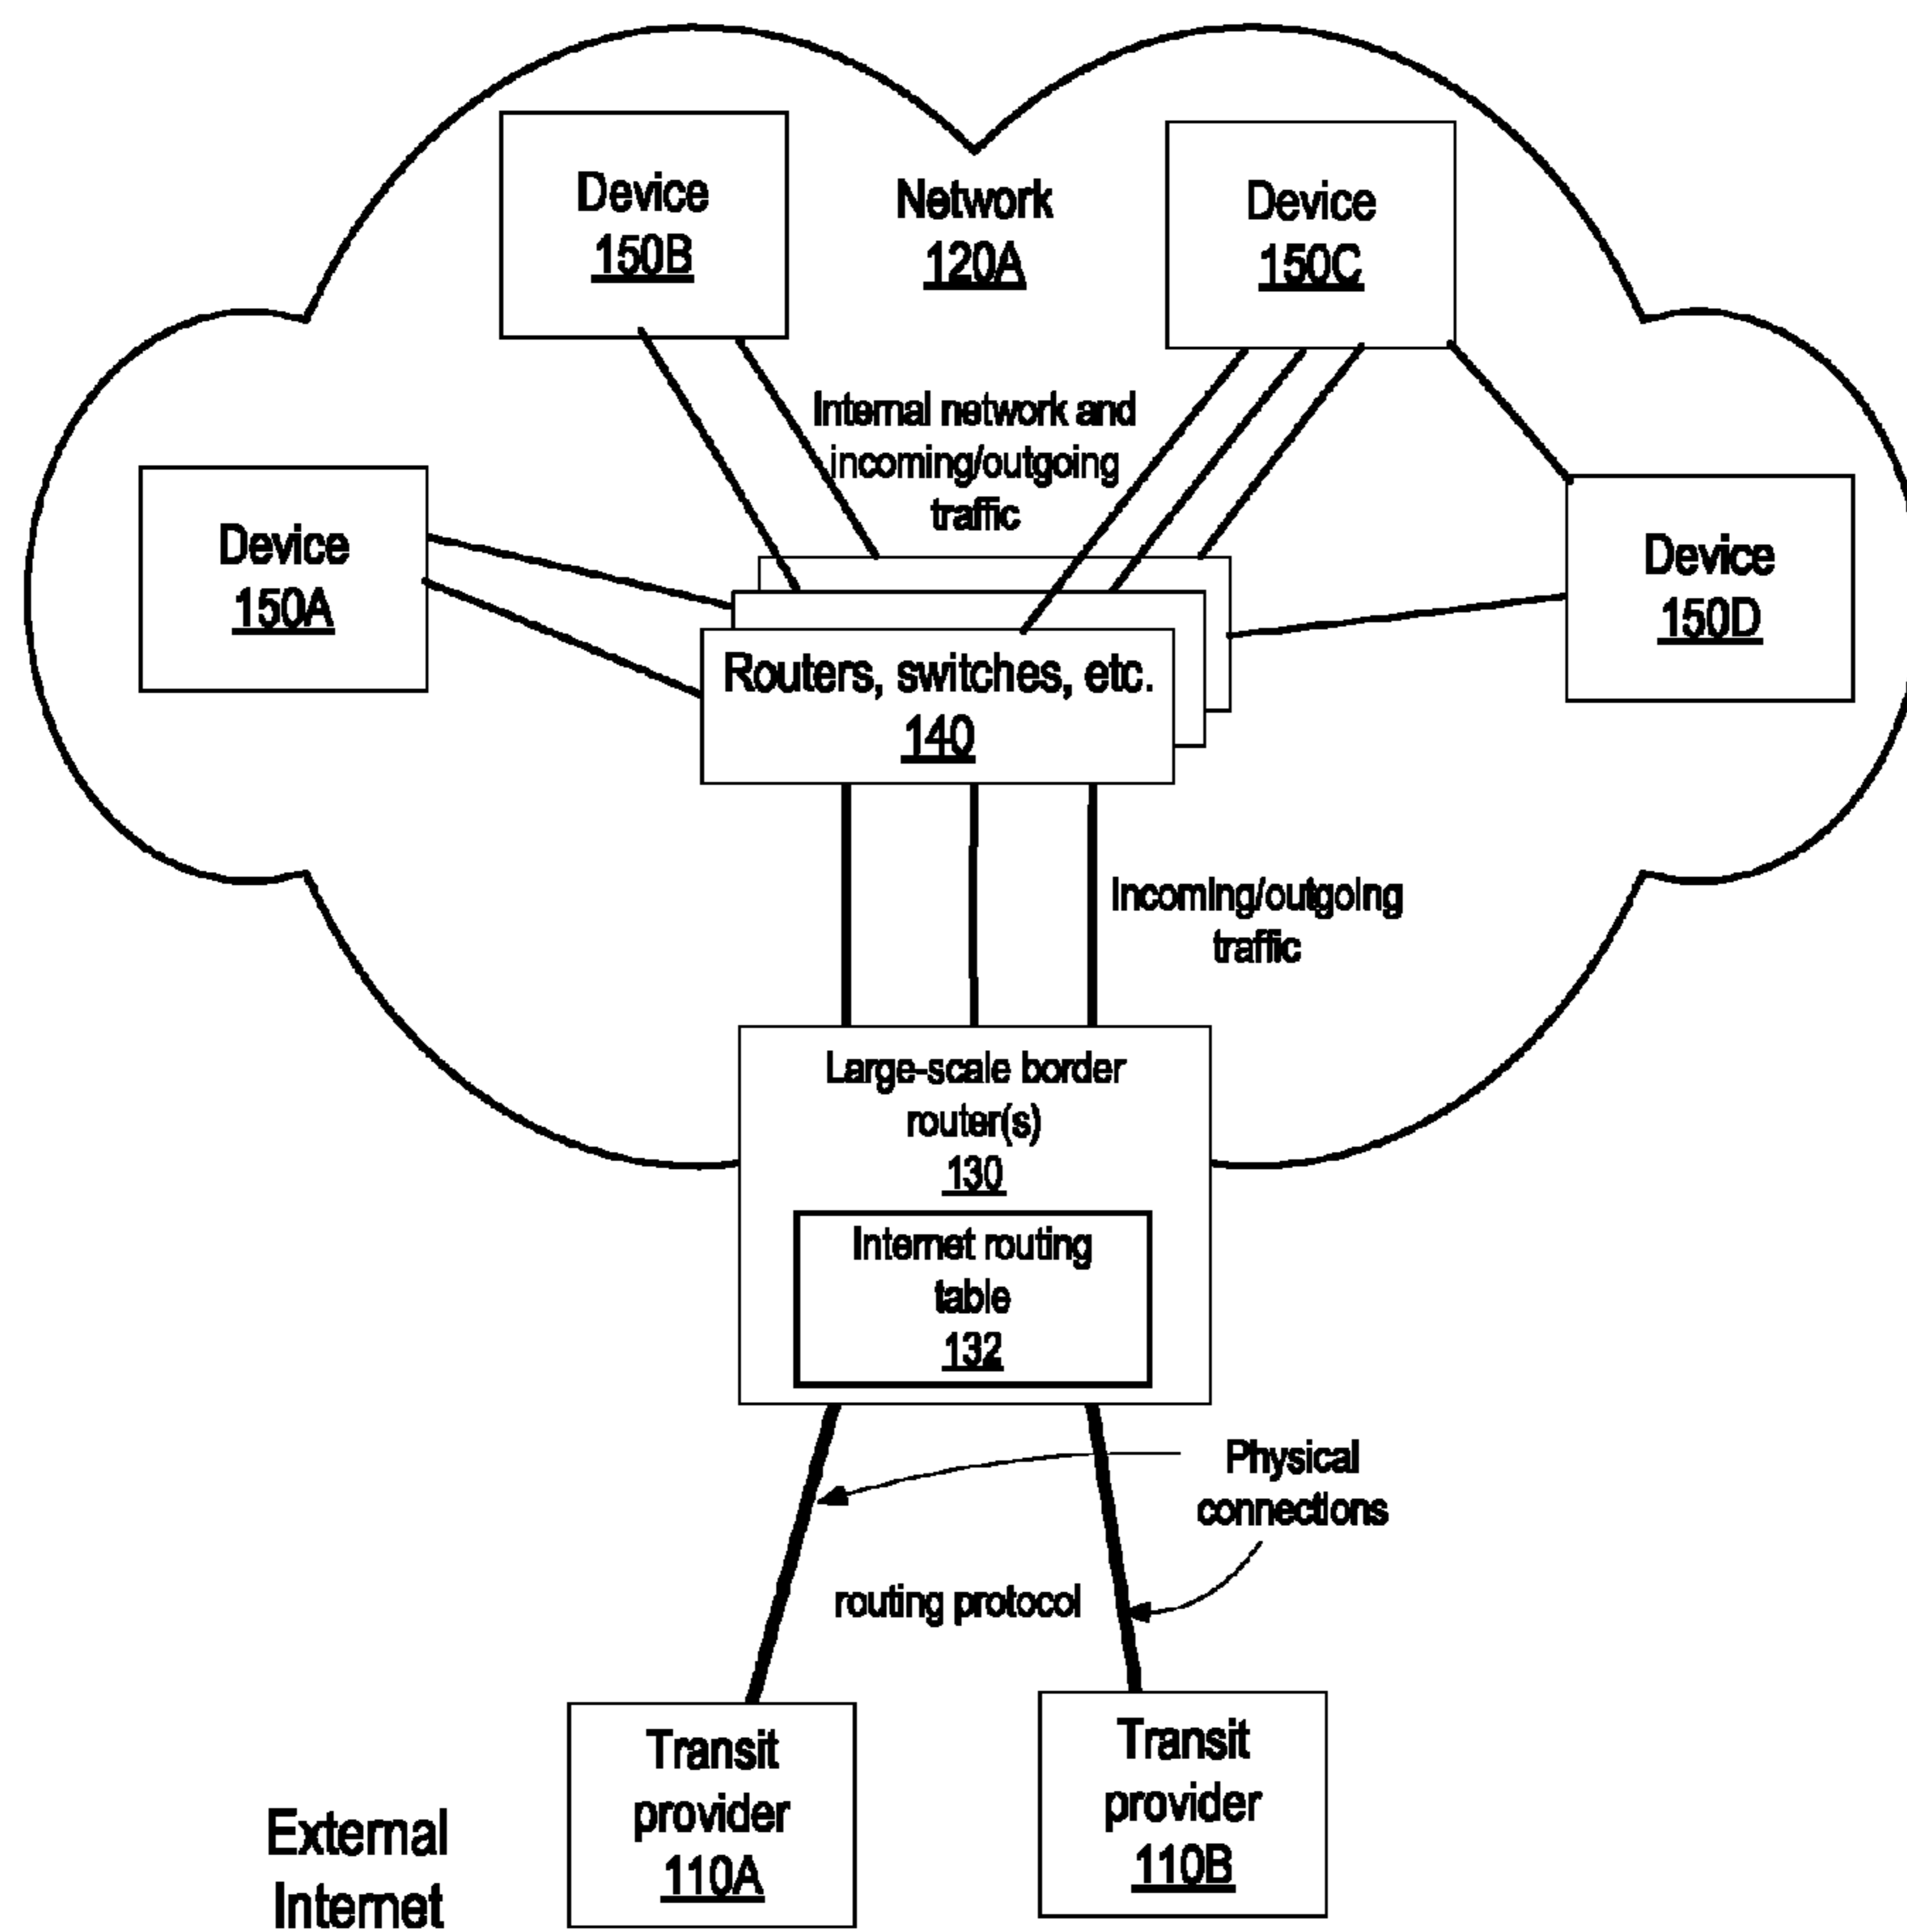 Device
150B
Network
120A
Device
150C
Internal network and
incoming/outgoing
traffic
Device
150A
Device
150D
Routers, switches, etc.
140
Incoming/outgoing
traffic
Large-scale border
router(s)
130
Internet routing
table
132
Physical
connections
routing protocol
Transit
provider
110A
Transit
provider
110B
External
Internet